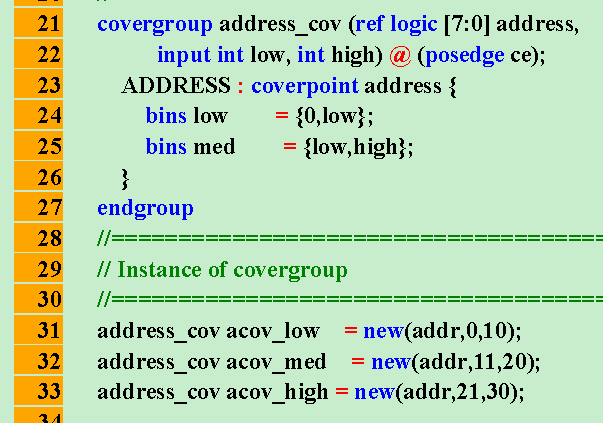 21 covergroup address_cov (ref logic [7:0] address,
22 input int low, int high) @ (posedge ce);
23 ADDRESS : coverpoint address {
24 bins low = {0,low};
25 bins med = {low,high};
26 }
27 endgroup
28 //=====================================
29 // Instance of covergroup
30 //=====================================
31 address_cov acov_low = new(addr,0,10);
32 address_cov acov_med = new(addr,11,20);
33 address_cov acov_high = new(addr,21,30);